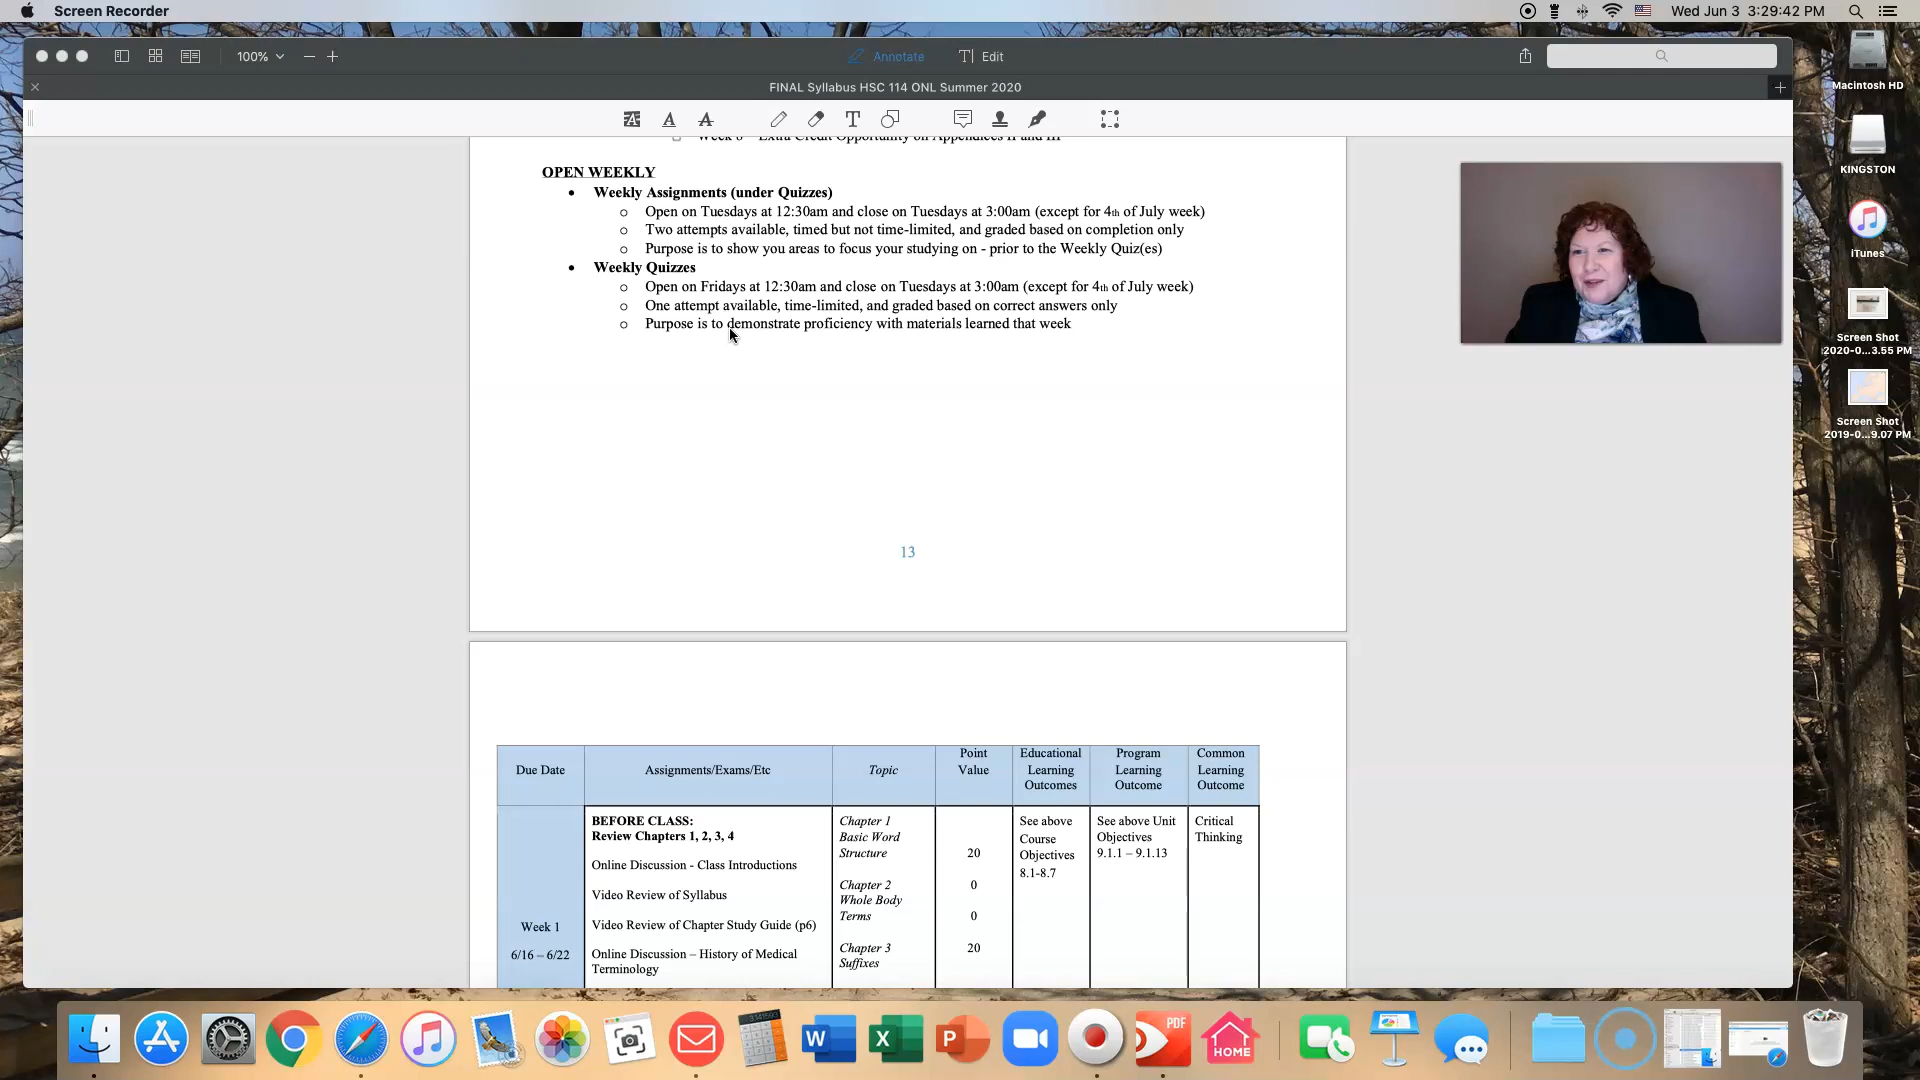 Screen Recorder
Wed Jun 3 3:29:42 PM
100%
Annotate
Edit
FINAL Syllabus HSC 114 ONL Summer 2020
Week 8 – Extra Credit Opportunity on Appendices II and III
OPEN WEEKLY
• Weekly Assignments (under Quizzes)
o Open on Tuesdays at 12:30am and close on Tuesdays at 3:00am (except for 4th of July week)
o Two attempts available, timed but not time-limited, and graded based on completion only
o Purpose is to show you areas to focus your studying on - prior to the Weekly Quiz(es)
• Weekly Quizzes
o Open on Fridays at 12:30am and close on Tuesdays at 3:00am (except for 4th of July week)
o One attempt available, time-limited, and graded based on correct answers only
o Purpose is to demonstrate proficiency with materials learned that week
13
Due Date
Assignments/Exams/Etc
Topic
Point
Value
Educational
Learning
Outcomes
Program
Learning
Outcome
Common
Learning
Outcome
Week 1
6/16 – 6/22
BEFORE CLASS:
Review Chapters 1, 2, 3, 4
Online Discussion - Class Introductions
Video Review of Syllabus
Video Review of Chapter Study Guide (p6)
Online Discussion – History of Medical
Terminology
Chapter 1
Basic Word
Structure
Chapter 2
Whole Body
Terms
Chapter 3
Suffixes
20
0
0
20
See above
Course
Objectives
8.1-8.7
See above Unit
Objectives
9.1.1 – 9.1.13
Critical
Thinking
Macintosh HD
KINGSTON
iTunes
Screen Shot
2020-0...3.55 PM
Screen Shot
2019-0...9.07 PM
W
X
P
PDF
HOME